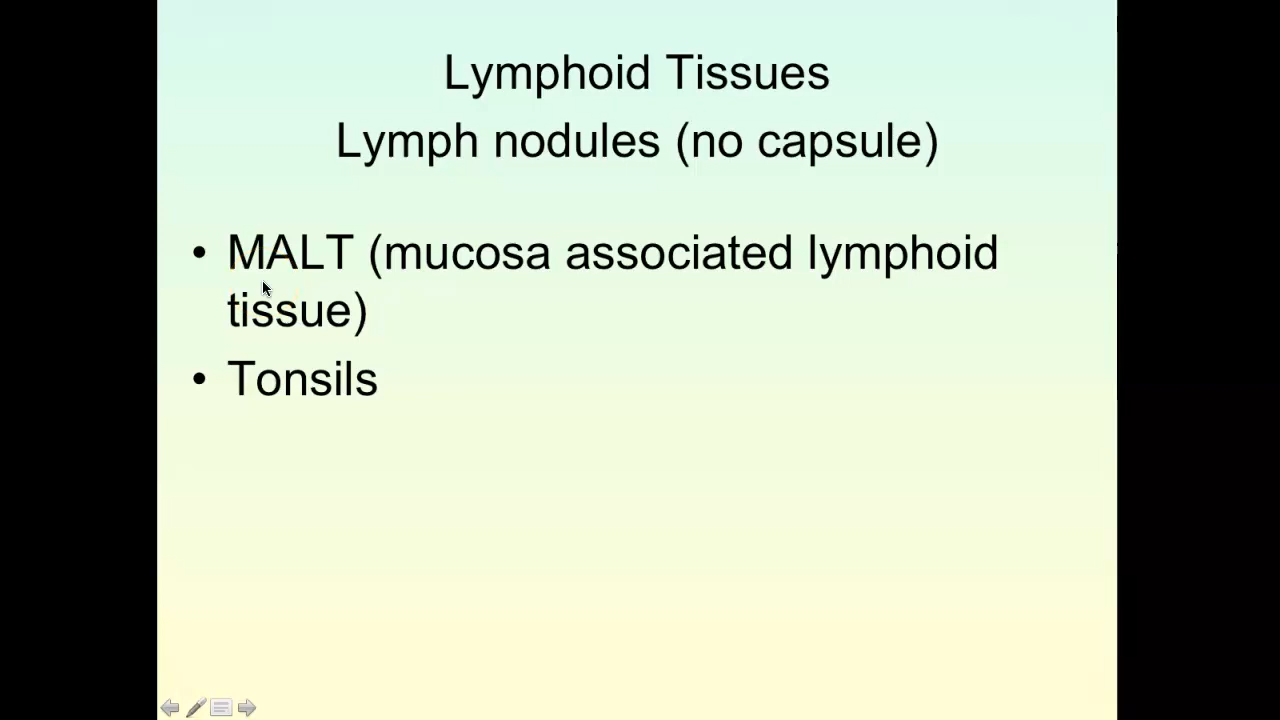 Lymphoid Tissues
Lymph nodules (no capsule)
• MALT (mucosa associated lymphoid
tissue)
• Tonsils